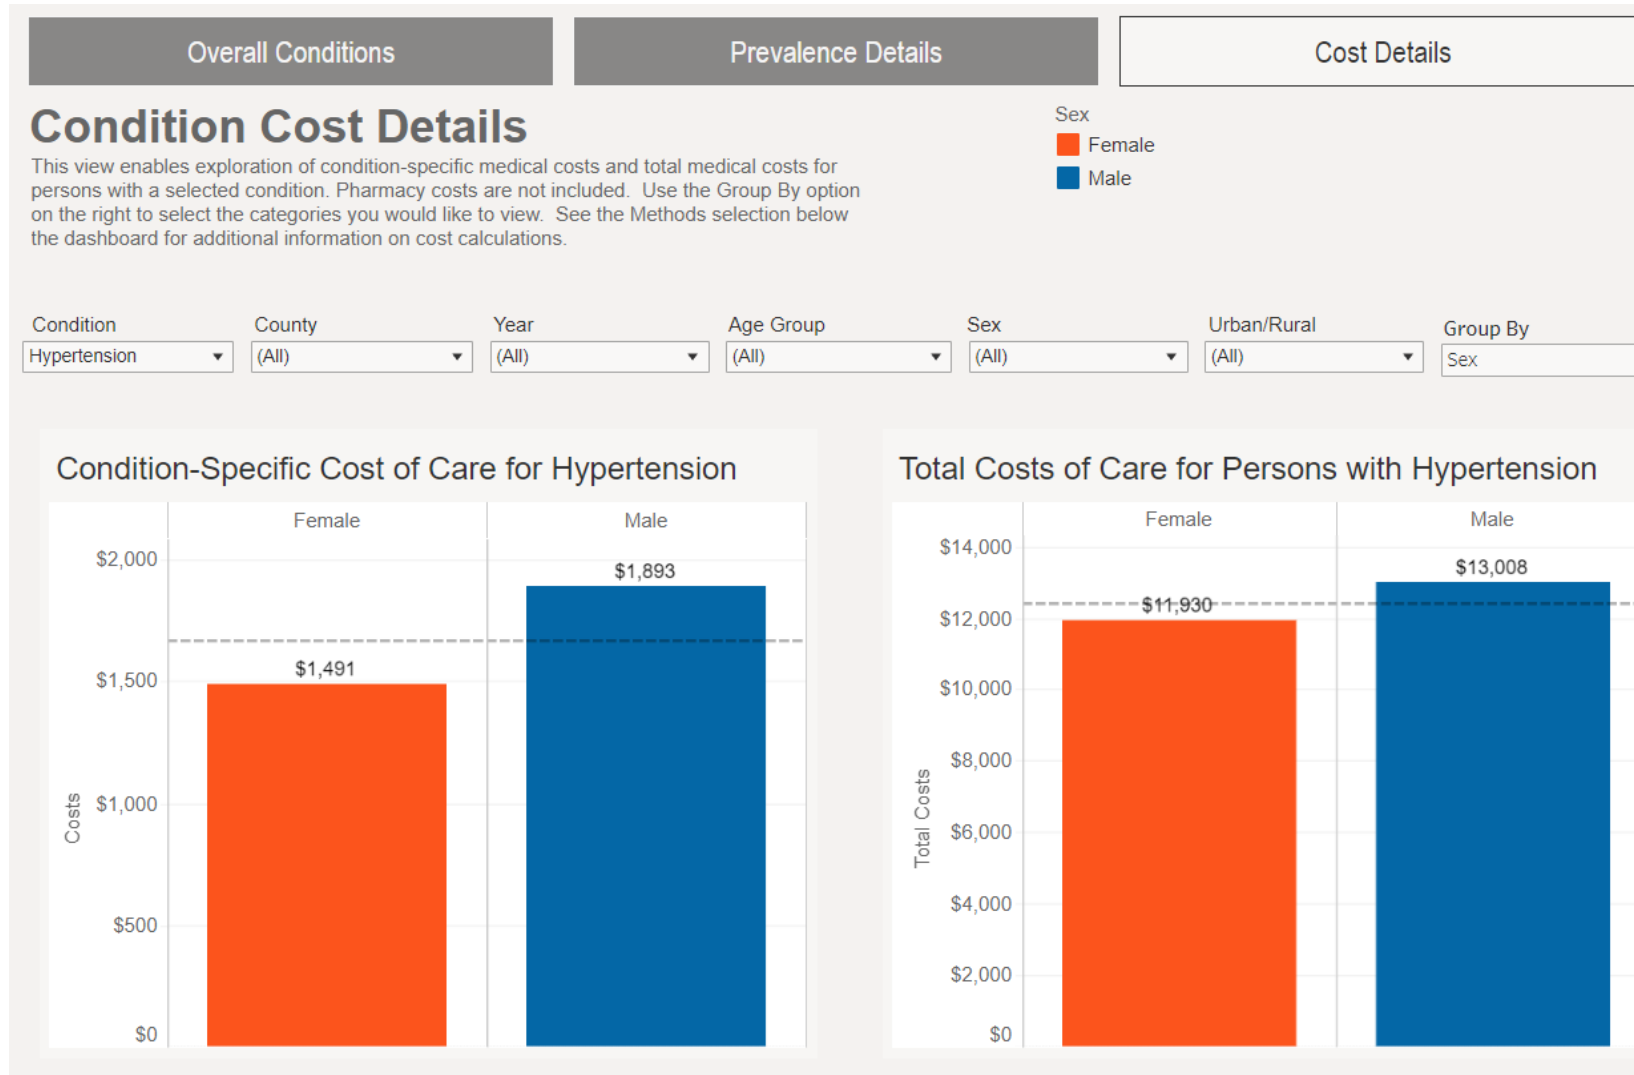 Overall Conditions
Prevalence Details
Cost Details
Condition Cost Details
This view enables exploration of condition-specific medical costs and total medical costs for
persons with a selected condition. Pharmacy costs are not included.  Use the Group By option
on the right to select the categories you would like to view.  See the Methods selection below
the dashboard for additional information on cost calculations.
Sex
Female
Male
Condition
Hypertension
County
(All)
Year
(All)
Age Group
(All)
Sex
(All)
Urban/Rural
(All)
Group By
Sex
Condition-Specific Cost of Care for Hypertension
Female
Male
$2,000
$1,500
$1,000
$500
$0
Costs
$1,491
$1,893
Total Costs of Care for Persons with Hypertension
Female
Male
$14,000
$12,000
$10,000
$8,000
$6,000
$4,000
$2,000
$0
Total Costs
$11,930
$13,008